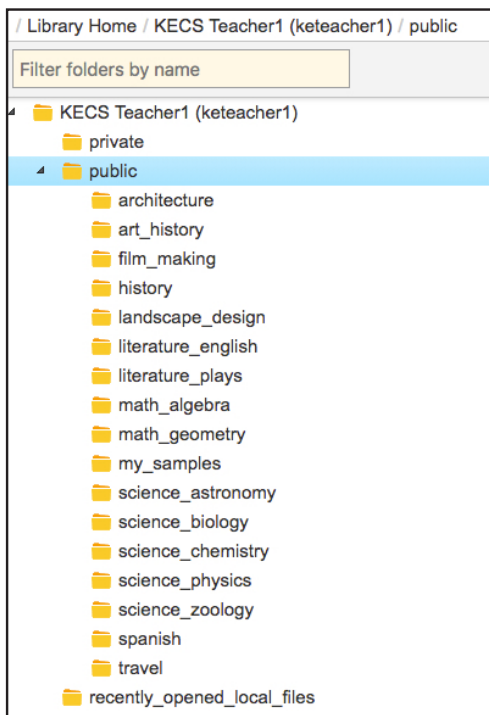 / Library Home / KECS Teacher1 (keteacher1) / public
Filter folders by name
KECS Teacher1 (keteacher1)
private
public
architecture
art_history
film_making
history
landscape_design
literature_english
literature_plays
math_algebra
math_geometry
my_samples
science_astronomy
science_biology
science_chemistry
science_physics
science_zoology
spanish
travel
recently_opened_local_files